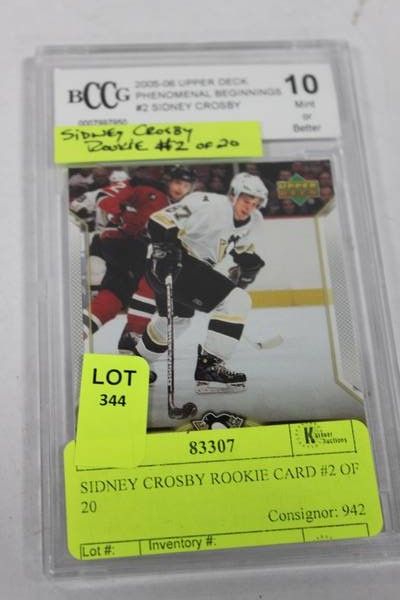 BCCG
2005-06 UPPER DECK
PHENOMENAL BEGINNINGS
#2 SIDNEY CROSBY
10
Mint
or
Better
SIDNEY CROSBY
ROOKIE #2 OF 20
LOT
344
83307
SIDNEY CROSBY ROOKIE CARD #2 OF
20
Consignor: 942
Lot #:
Inventory #: